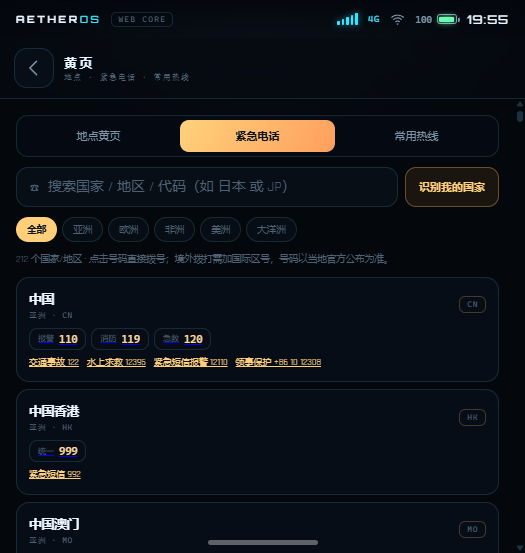 AETHEROS WEB CORE 4G 100 19:55
黄页
地点 · 紧急电话 · 常用热线
地点黄页 紧急电话 常用热线
☎ 搜索国家 / 地区 / 代码（如 日本 或 JP） 识别我的国家
全部 亚洲 欧洲 非洲 美洲 大洋洲
212 个国家/地区 · 点击号码直接拨号；境外拨打需加国际区号，号码以当地官方公布为准。
中国 CN
亚洲 · CN
报警 110 消防 119 急救 120
交通事故 122 水上求救 12395 紧急短信报警 12110 领事保护 +86 10 12308
中国香港 HK
亚洲 · HK
统一 999
紧急短信 992
中国澳门 MO
亚洲 · MO